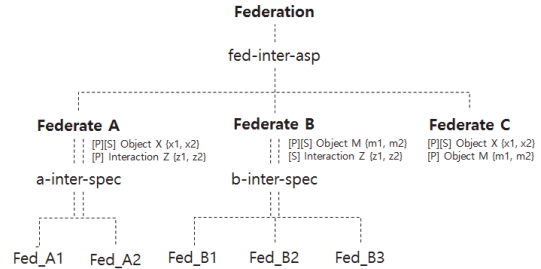 Federation
fed-inter-asp
Federate A
[P][S] Object X {x1, x2}
[P] Interaction Z {z1, z2}
a-inter-spec
Fed_A1
Fed_A2
Federate B
[P][S] Object M {m1, m2}
[S] Interaction Z {z1, z2}
b-inter-spec
Fed_B1
Fed_B2
Fed_B3
Federate C
[P][S] Object X {x1, x2}
[P] Object M {m1, m2}